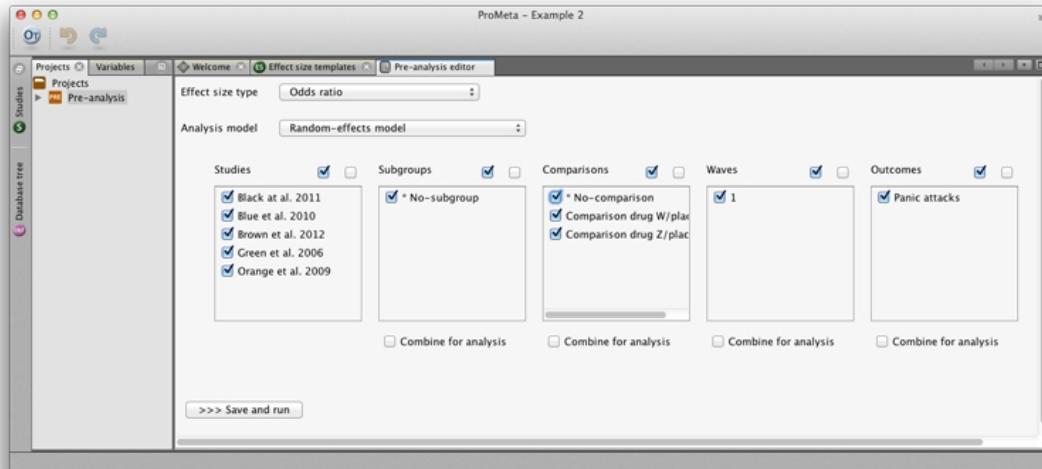 ProMeta - Example 2
Projects Variables Welcome Effect size templates Pre-analysis editor
Projects
Pre-analysis
Studies
Database tree
Effect size type Odds ratio
Analysis model Random-effects model
Studies Subgroups Comparisons Waves Outcomes
Black at al. 2011 * No-subgroup * No-comparison 1 Panic attacks
Blue et al. 2010 Comparison drug W/plac
Brown et al. 2012 Comparison drug Z/plac
Green et al. 2006
Orange et al. 2009
Combine for analysis Combine for analysis Combine for analysis Combine for analysis
>>> Save and run